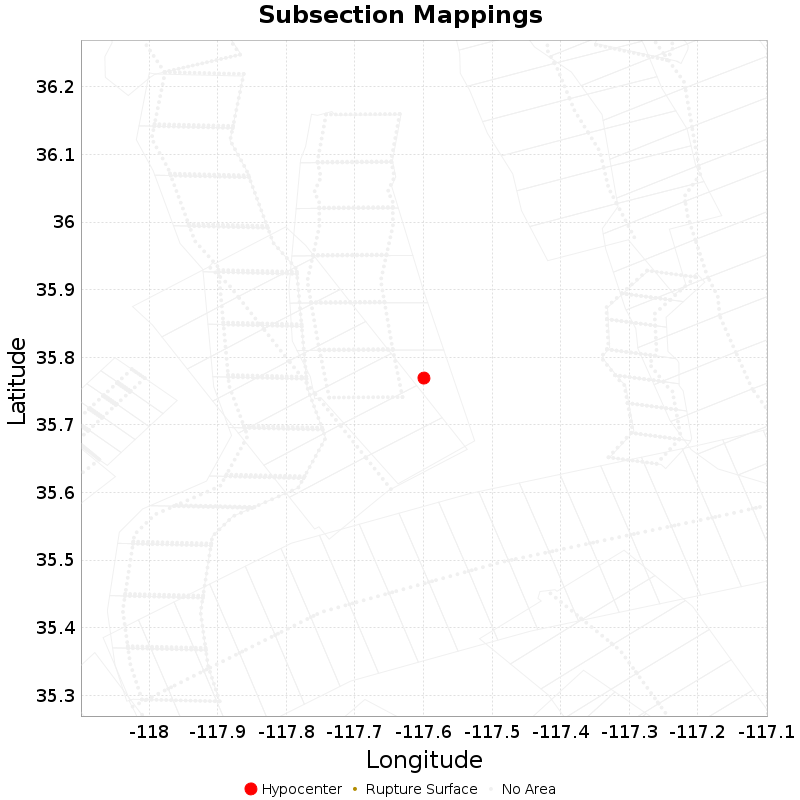 Subsection Mappings
36.2
36.1
36
35.9
35.8
35.7
35.6
35.5
35.4
35.3
Latitude
-118 -117.9 -117.8 -117.7 -117.6 -117.5 -117.4 -117.3 -117.2 -117.1
Longitude
Hypocenter Rupture Surface No Area